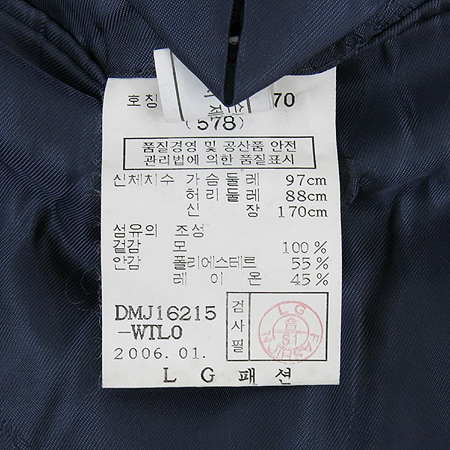 호칭 70
(578)
품질경영 및 공산품 안전
관리법에 의한 품질표시
신체치수 가슴둘레 97cm
허리둘레 88cm
신 장 170cm
섬유의 조성
겉감 모 100%
안감 폴리에스테르 55%
레이온 45%
DMJ16215
-WTL0
2006.01.
검사필
LG
LG패션